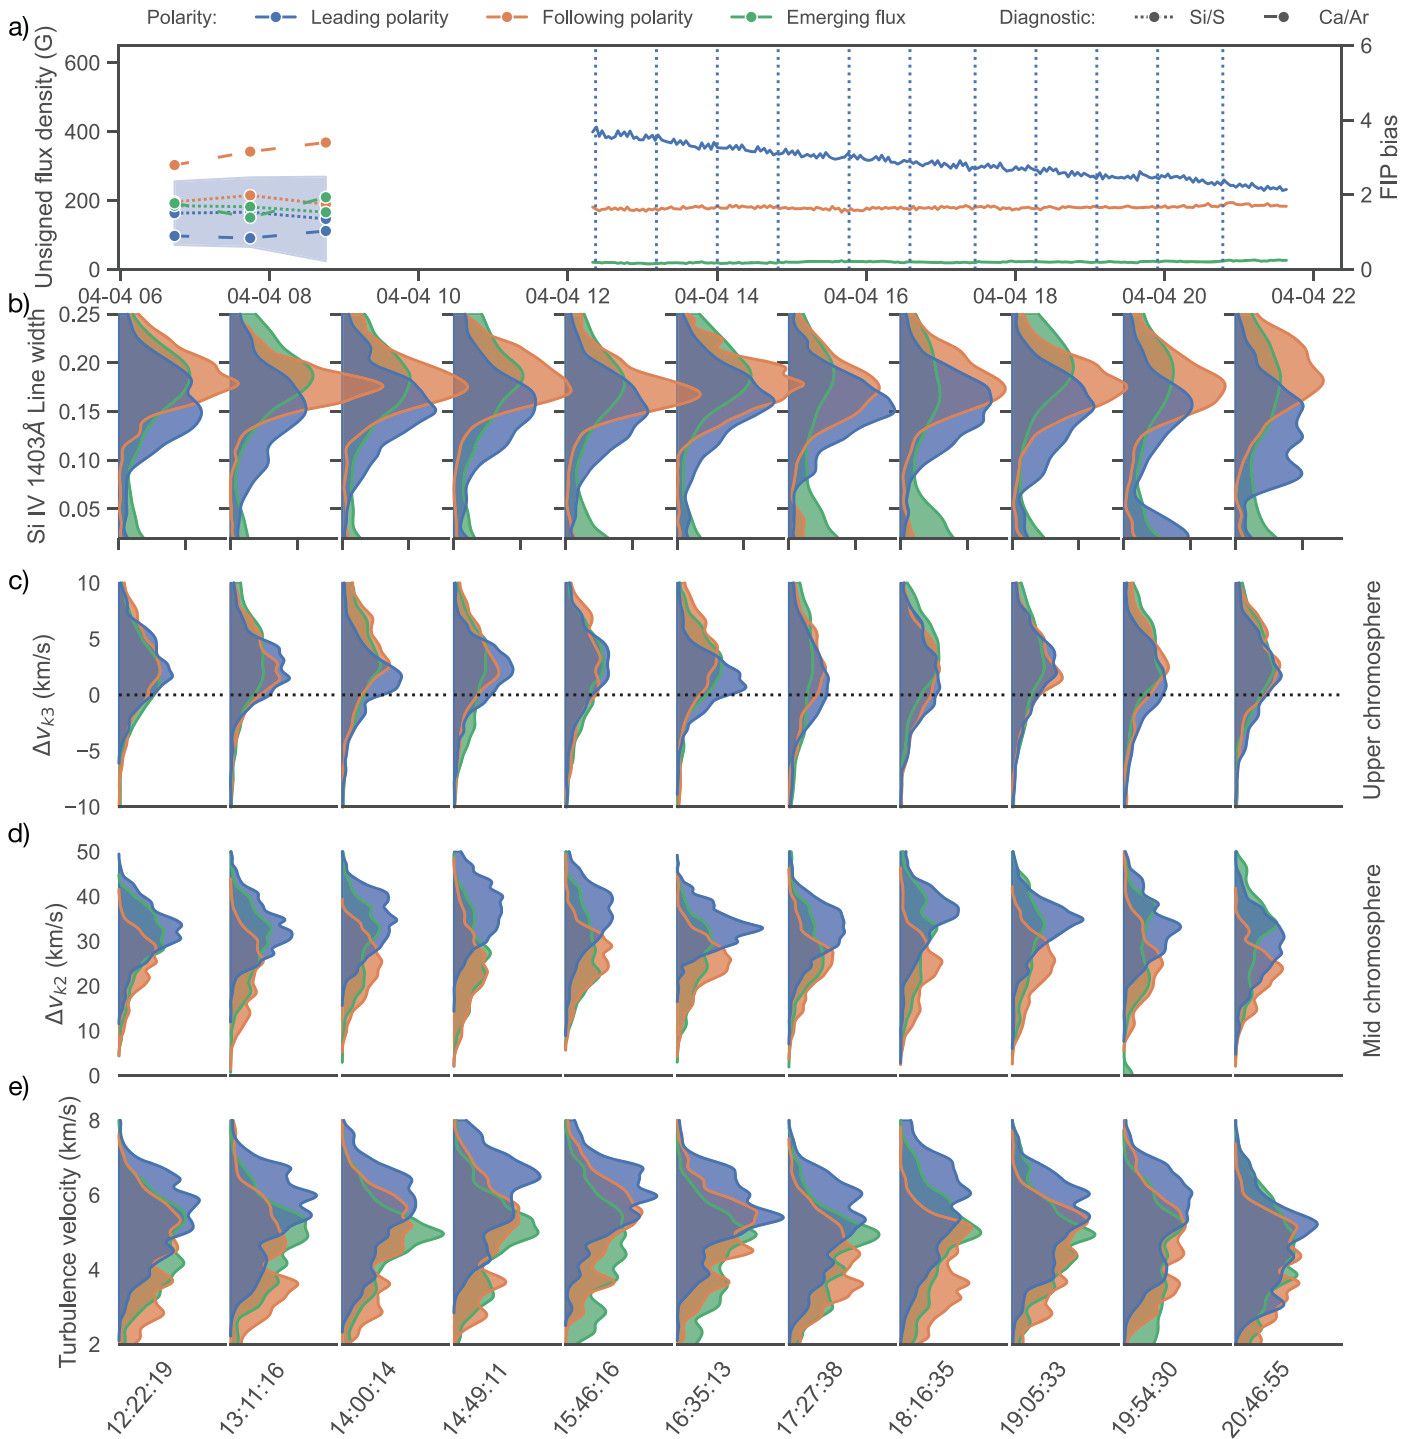 Polarity: Leading polarity Following polarity Emerging flux Diagnostic: Si/S Ca/Ar
a)
Unsigned flux density (G)
600
400
200
0
6
4
2
0
FIP bias
04-04 06 04-04 08 04-04 10 04-04 12 04-04 14 04-04 16 04-04 18 04-04 20 04-04 22
b)
Si IV 1403Å Line width
0.25
0.20
0.15
0.10
0.05
c)
Δv_k3 (km/s)
10
5
0
−5
−10
Upper chromosphere
d)
Δv_k2 (km/s)
50
40
30
20
10
0
Mid chromosphere
e)
Turbulence velocity (km/s)
8
6
4
2
12:22:19 13:11:16 14:00:14 14:49:11 15:46:16 16:35:13 17:27:38 18:16:35 19:05:33 19:54:30 20:46:55